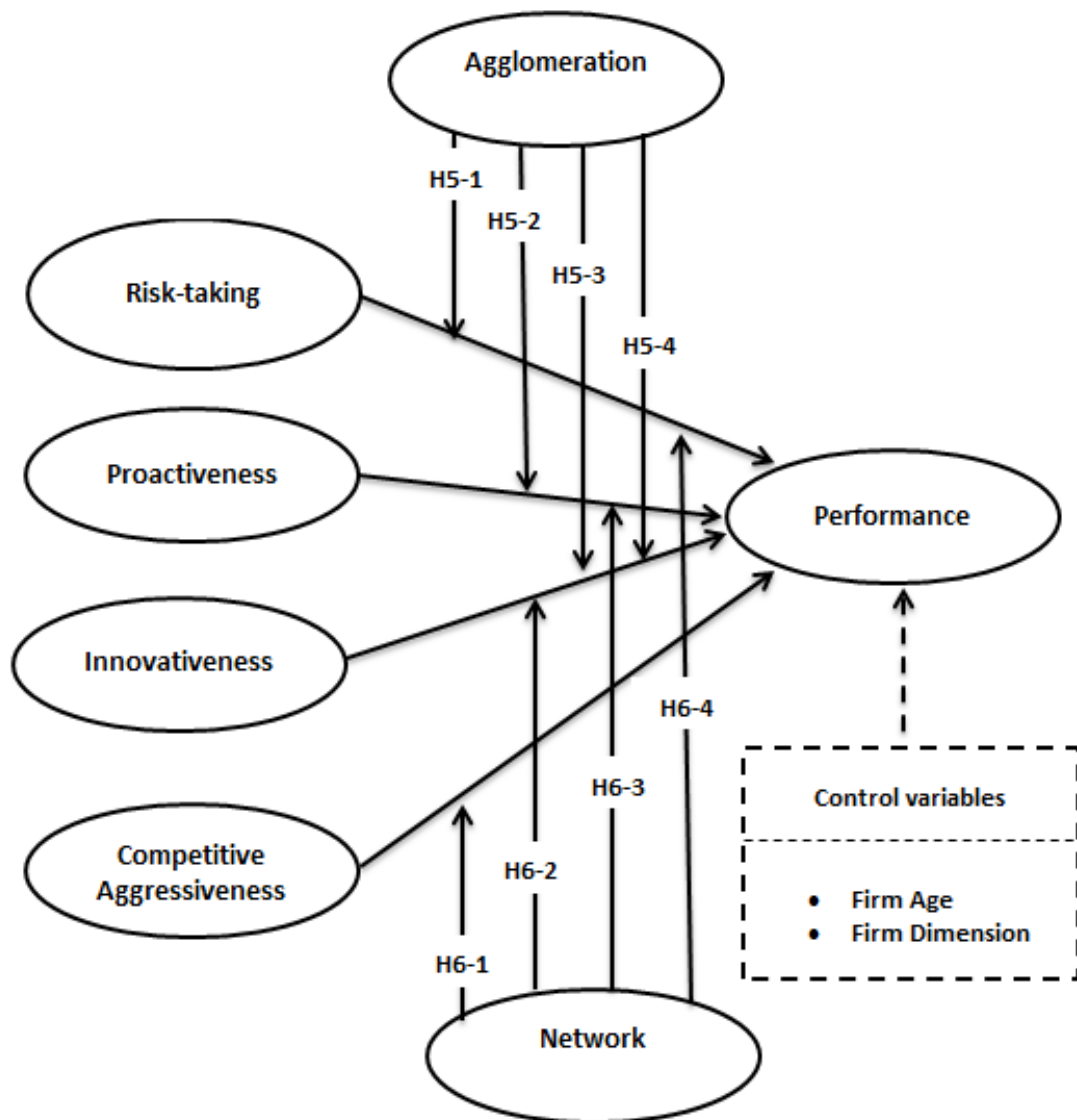 Agglomeration
H5-1
H5-2
H5-3
H5-4
Risk-taking
Proactiveness
Performance
Innovativeness
H6-4
H6-3
Control variables
Competitive
Aggressiveness
H6-2
• Firm Age
• Firm Dimension
H6-1
Network